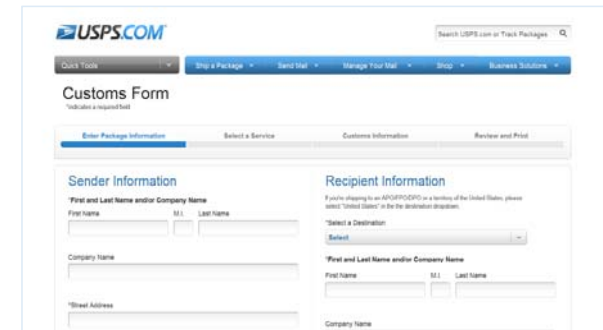 USPS.COM
Search USPS.com or Track Packages
Quick Tools
Ship a Package
Send Mail
Manage Your Mail
Shop
Business Solutions
Customs Form
*indicates a required field
Enter Package Information
Select a Service
Customs Information
Review and Print
Sender Information
*First and Last Name and/or Company Name
First Name
M.I.
Last Name
Company Name
*Street Address
Recipient Information
If you're shipping to an APO/FPO/DPO or a territory of the United States, please
select "United States" in the the destination dropdown.
*Select a Destination
Select
*First and Last Name and/or Company Name
First Name
M.I.
Last Name
Company Name